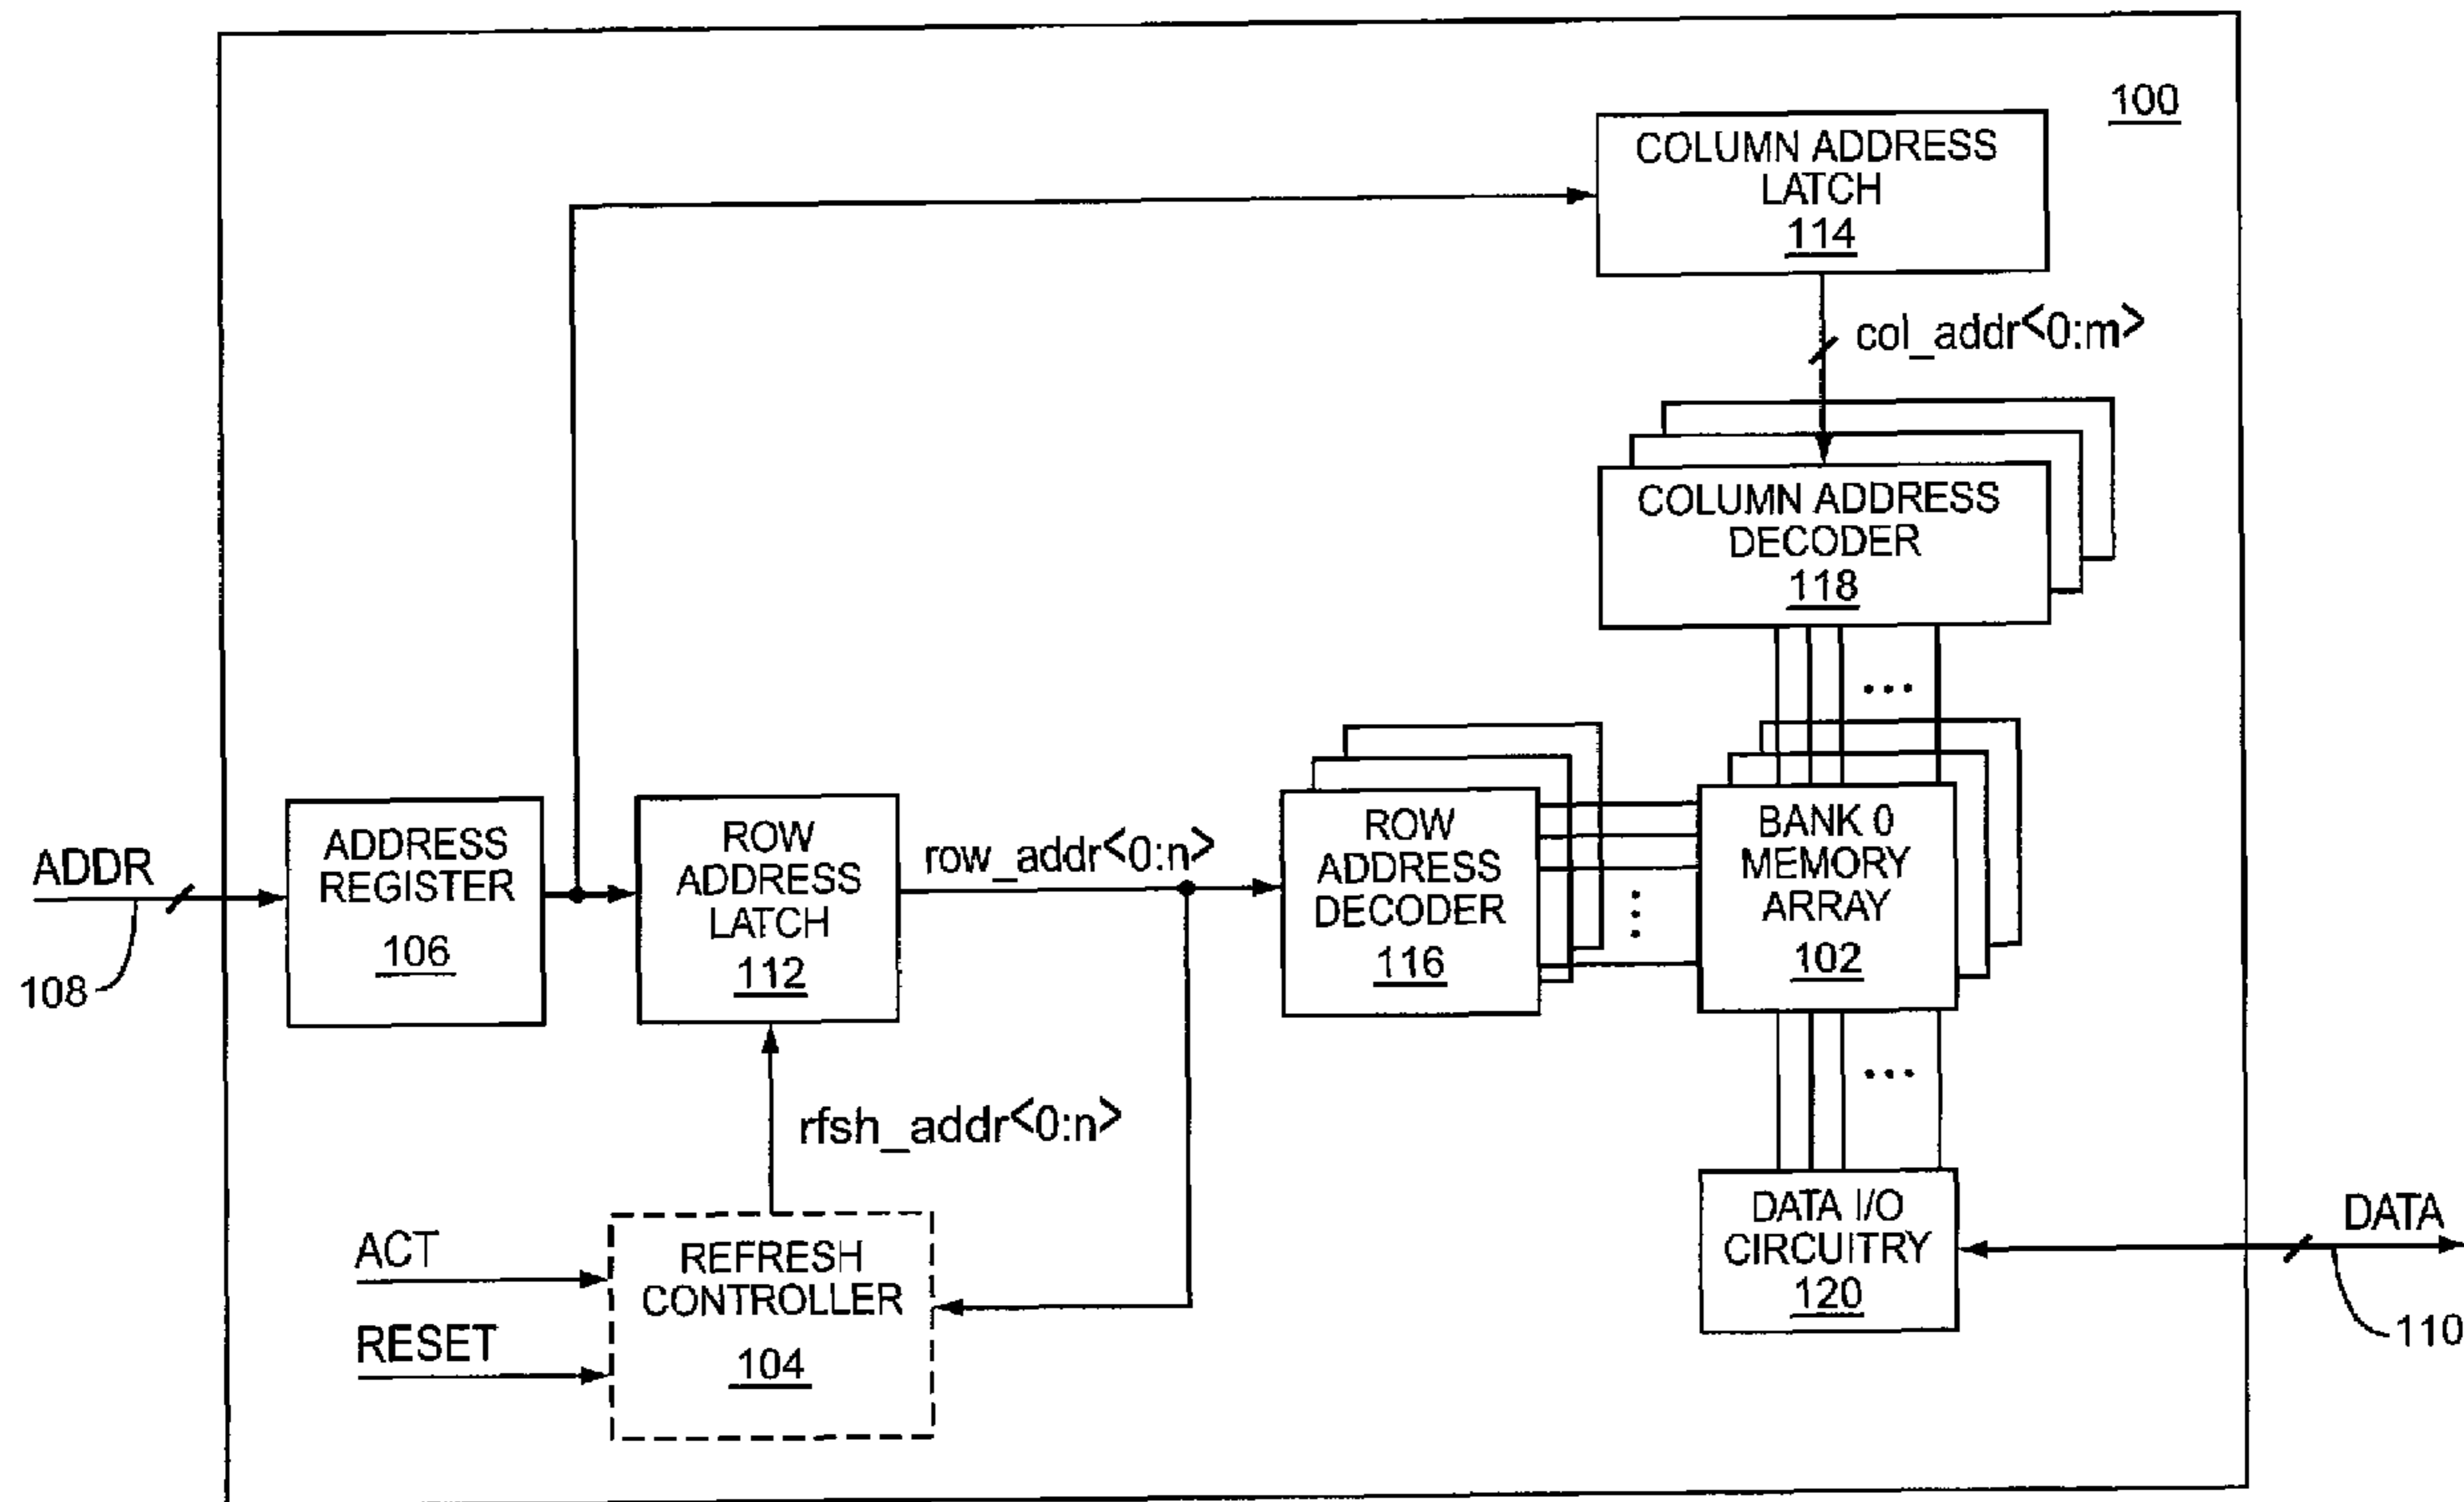 100
COLUMN ADDRESS
LATCH
114
col_addr<0:m>
COLUMN ADDRESS
DECODER
118
...
ADDR
108
ADDRESS
REGISTER
106
ROW
ADDRESS
LATCH
112
row_addr<0:n>
ROW
ADDRESS
DECODER
116
...
BANK 0
MEMORY
ARRAY
102
...
rfsh_addr<0:n>
ACT
RESET
REFRESH
CONTROLLER
104
DATA I/O
CIRCUITRY
120
DATA
110